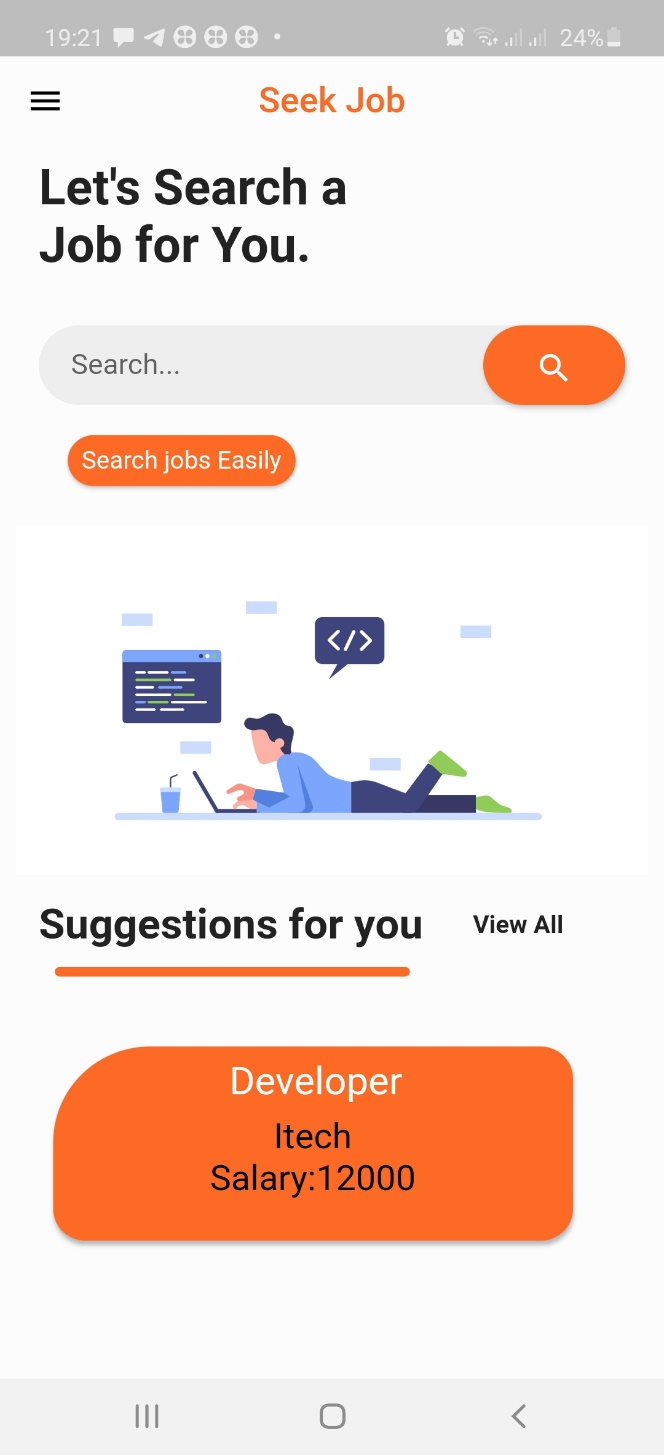 19:21
24%
Seek Job
Let's Search a
Job for You.
Search...
Search jobs Easily
</>
Suggestions for you
View All
Developer
Itech
Salary:12000